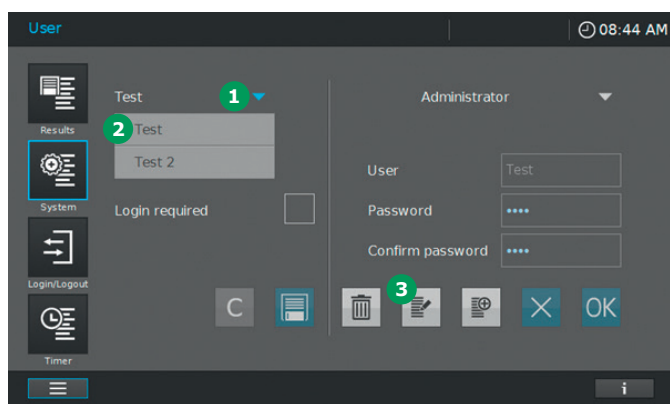 User
08:44 AM
Results
System
Login/Logout
Timer
Test
1
2
Test
Test 2
Login required
C
Administrator
User
Test
Password
••••
Confirm password
••••
3
OK
i